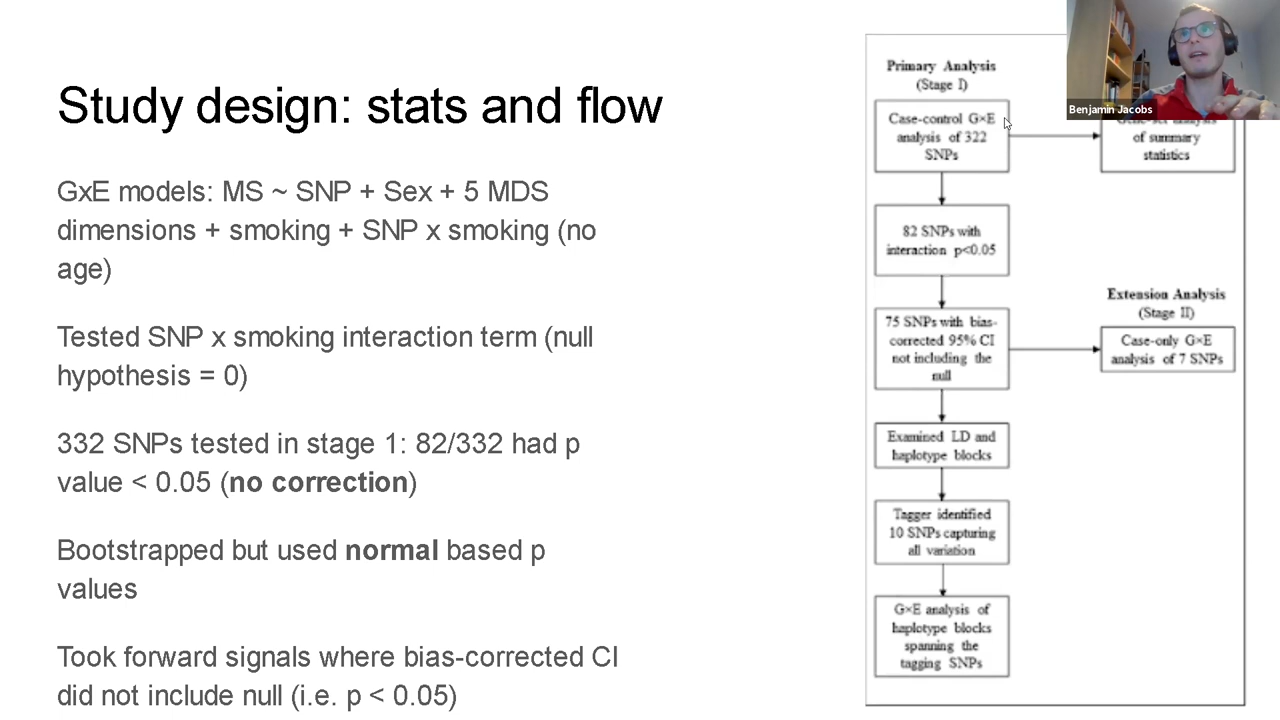 Study design: stats and flow
GxE models: MS ~ SNP + Sex + 5 MDS
dimensions + smoking + SNP x smoking (no
age)
Tested SNP x smoking interaction term (null
hypothesis = 0)
332 SNPs tested in stage 1: 82/332 had p
value < 0.05 (no correction)
Bootstrapped but used normal based p
values
Took forward signals where bias-corrected CI
did not include null (i.e. p < 0.05)
Primary Analysis
(Stage I)
Case-control G×E
analysis of 322
SNPs
82 SNPs with
interaction p<0.05
75 SNPs with bias-
corrected 95% CI
not including the
null
Examined LD and
haplotype blocks
Tagger identified
10 SNPs capturing
all variation
G×E analysis of
haplotype blocks
spanning the
tagging SNPs
Benjamin Jacobs
of summary
statistics
Extension Analysis
(Stage II)
Case-only G×E
analysis of 7 SNPs